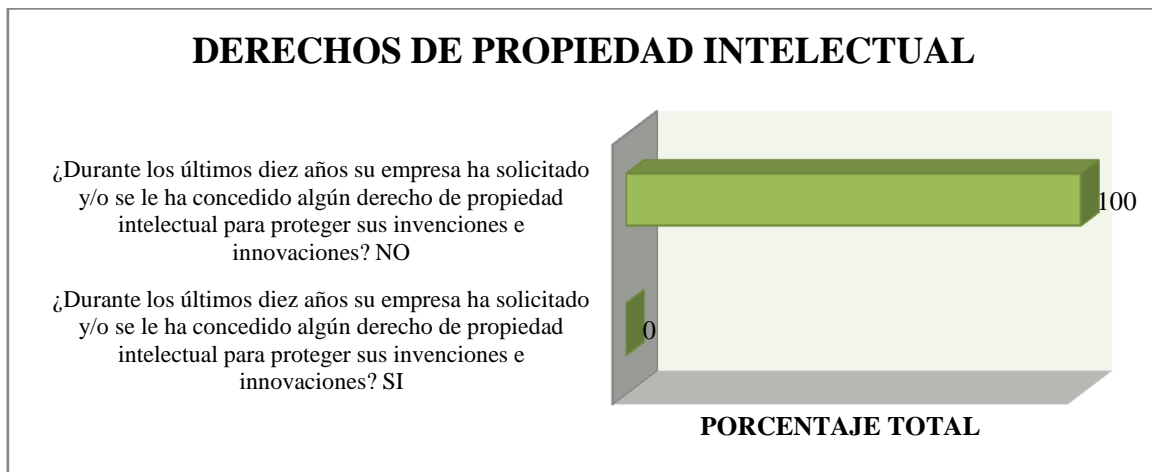 DERECHOS DE PROPIEDAD INTELECTUAL
¿Durante los últimos diez años su empresa ha solicitado
y/o se le ha concedido algún derecho de propiedad
intelectual para proteger sus invenciones e
innovaciones? NO
100
¿Durante los últimos diez años su empresa ha solicitado
y/o se le ha concedido algún derecho de propiedad
intelectual para proteger sus invenciones e
innovaciones? SI
0
PORCENTAJE TOTAL